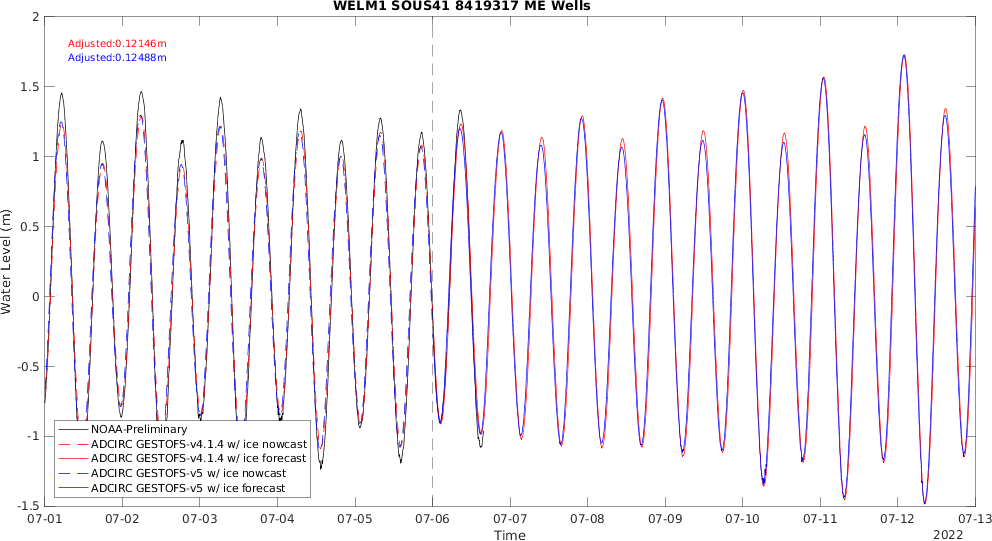 WELM1 SOUS41 8419317 ME Wells
Adjusted:0.12146m
Adjusted:0.12488m
2
1.5
1
0.5
0
-0.5
-1
-1.5
Water Level (m)
NOAA-Preliminary
ADCIRC GESTOFS-v4.1.4 w/ ice nowcast
ADCIRC GESTOFS-v4.1.4 w/ ice forecast
ADCIRC GESTOFS-v5 w/ ice nowcast
ADCIRC GESTOFS-v5 w/ ice forecast
07-01 07-02 07-03 07-04 07-05 07-06 07-07 07-08 07-09 07-10 07-11 07-12 07-13
Time
2022